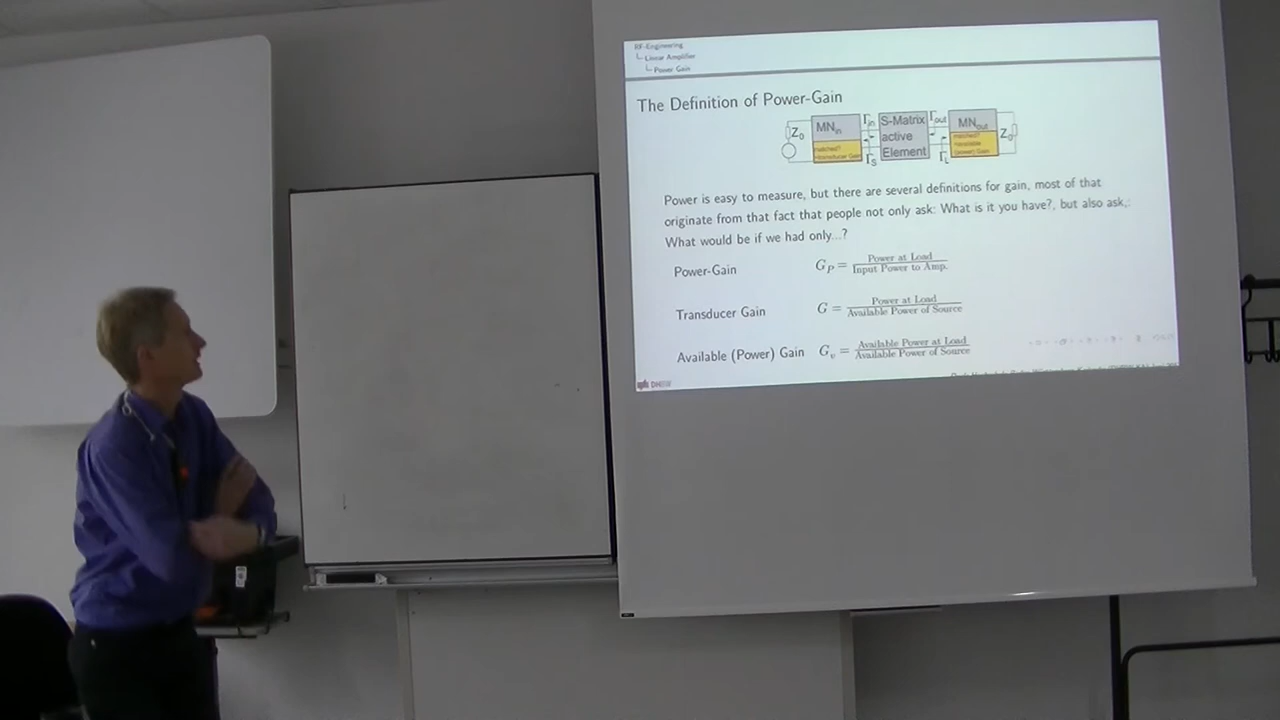 RF-Engineering
Linear Amplifier
Power Gain
The Definition of Power-Gain
Z0 MNin Γin S-Matrix Γout MNout Z0
active
matched? ΓS Element ΓL
Power is easy to measure, but there are several definitions for gain, most of that
originate from that fact that people not only ask: What is it you have?, but also ask,:
What would be if we had only...?
Power-Gain GP = Power at Load / Input Power to Amp.
Transducer Gain G = Power at Load / Available Power of Source
Available (Power) Gain Gv = Available Power at Load / Available Power of Source
DHBW